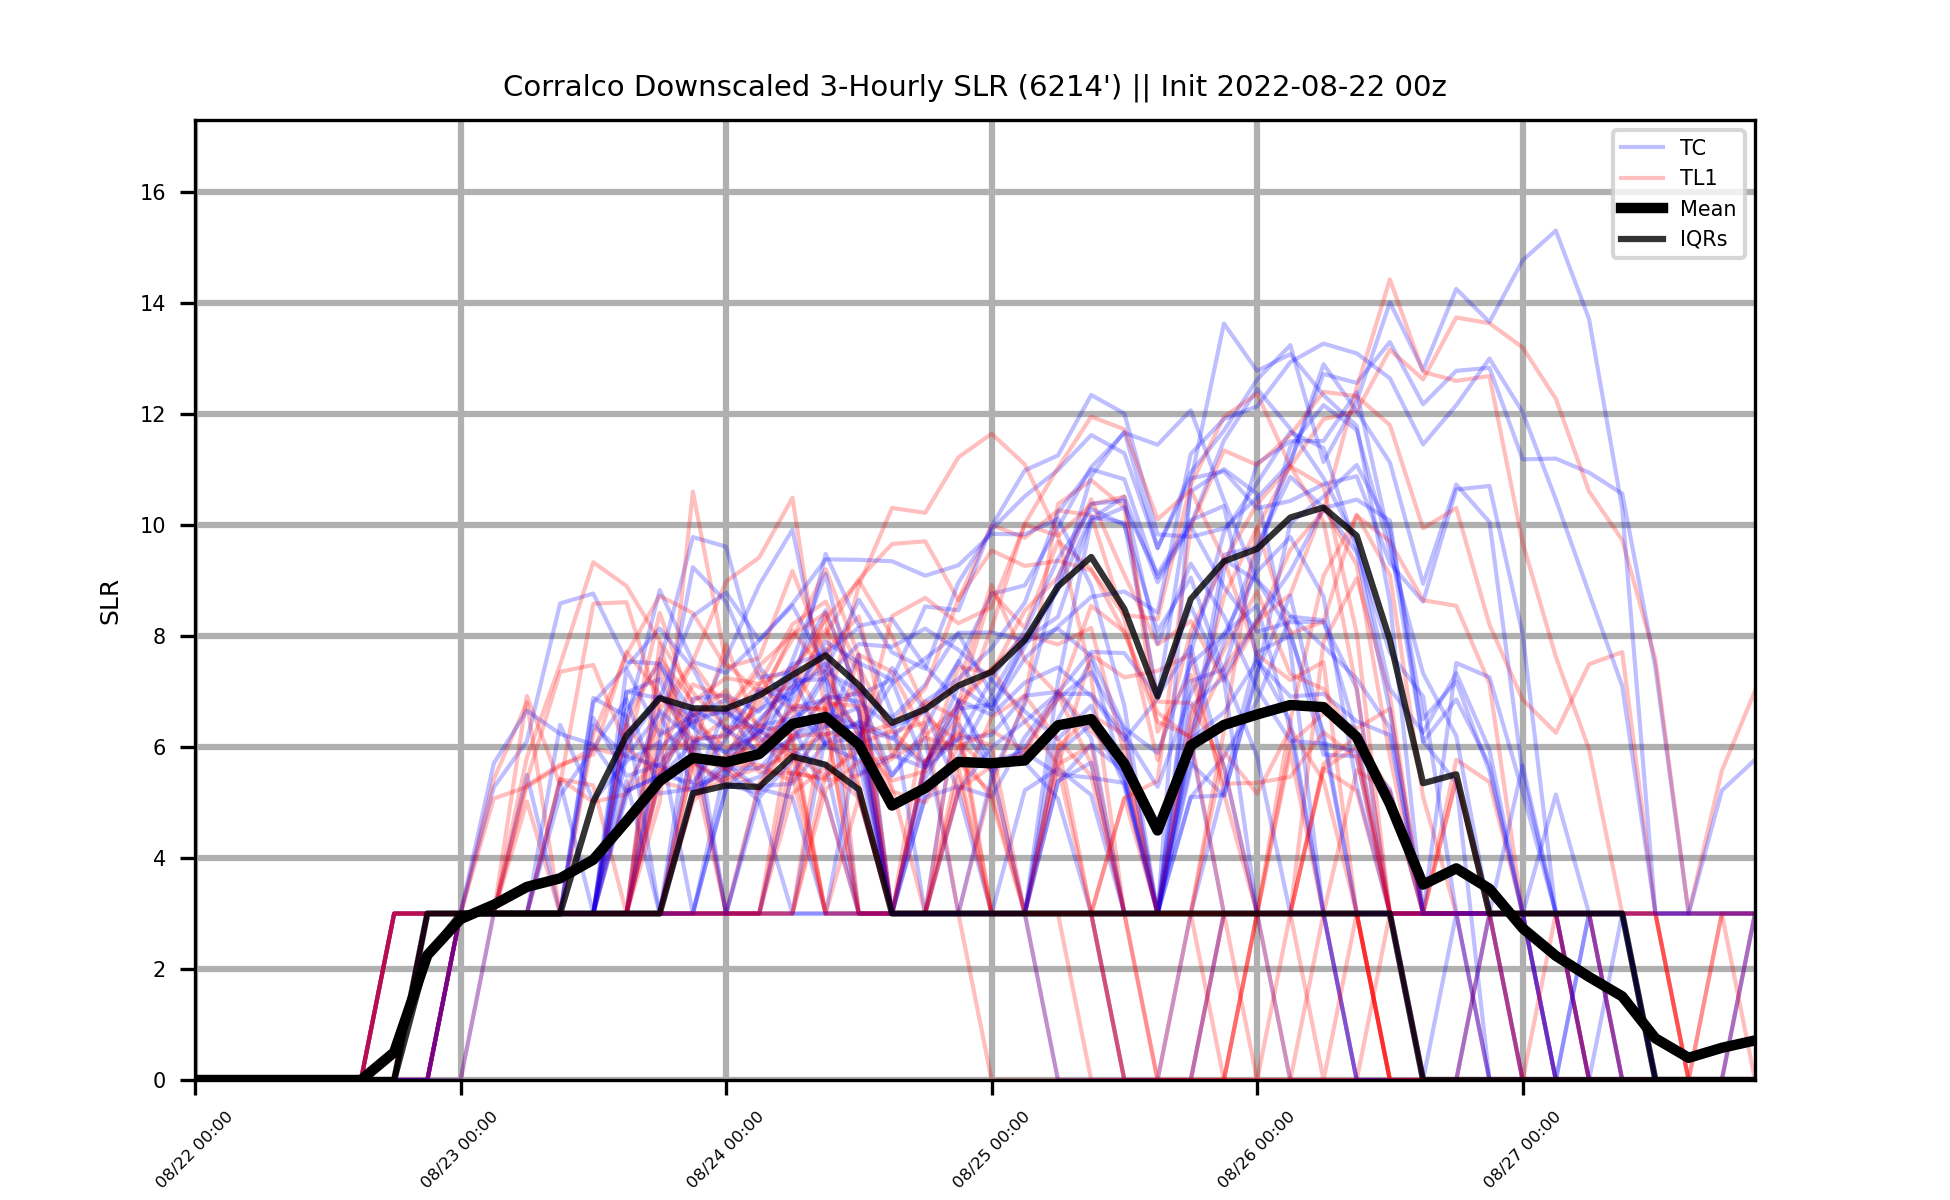 Corralco Downscaled 3-Hourly SLR (6214') || Init 2022-08-22 00z
TC
TL1
Mean
IQRs
SLR
16
14
12
10
8
6
4
2
0
08/22 00:00
08/23 00:00
08/24 00:00
08/25 00:00
08/26 00:00
08/27 00:00